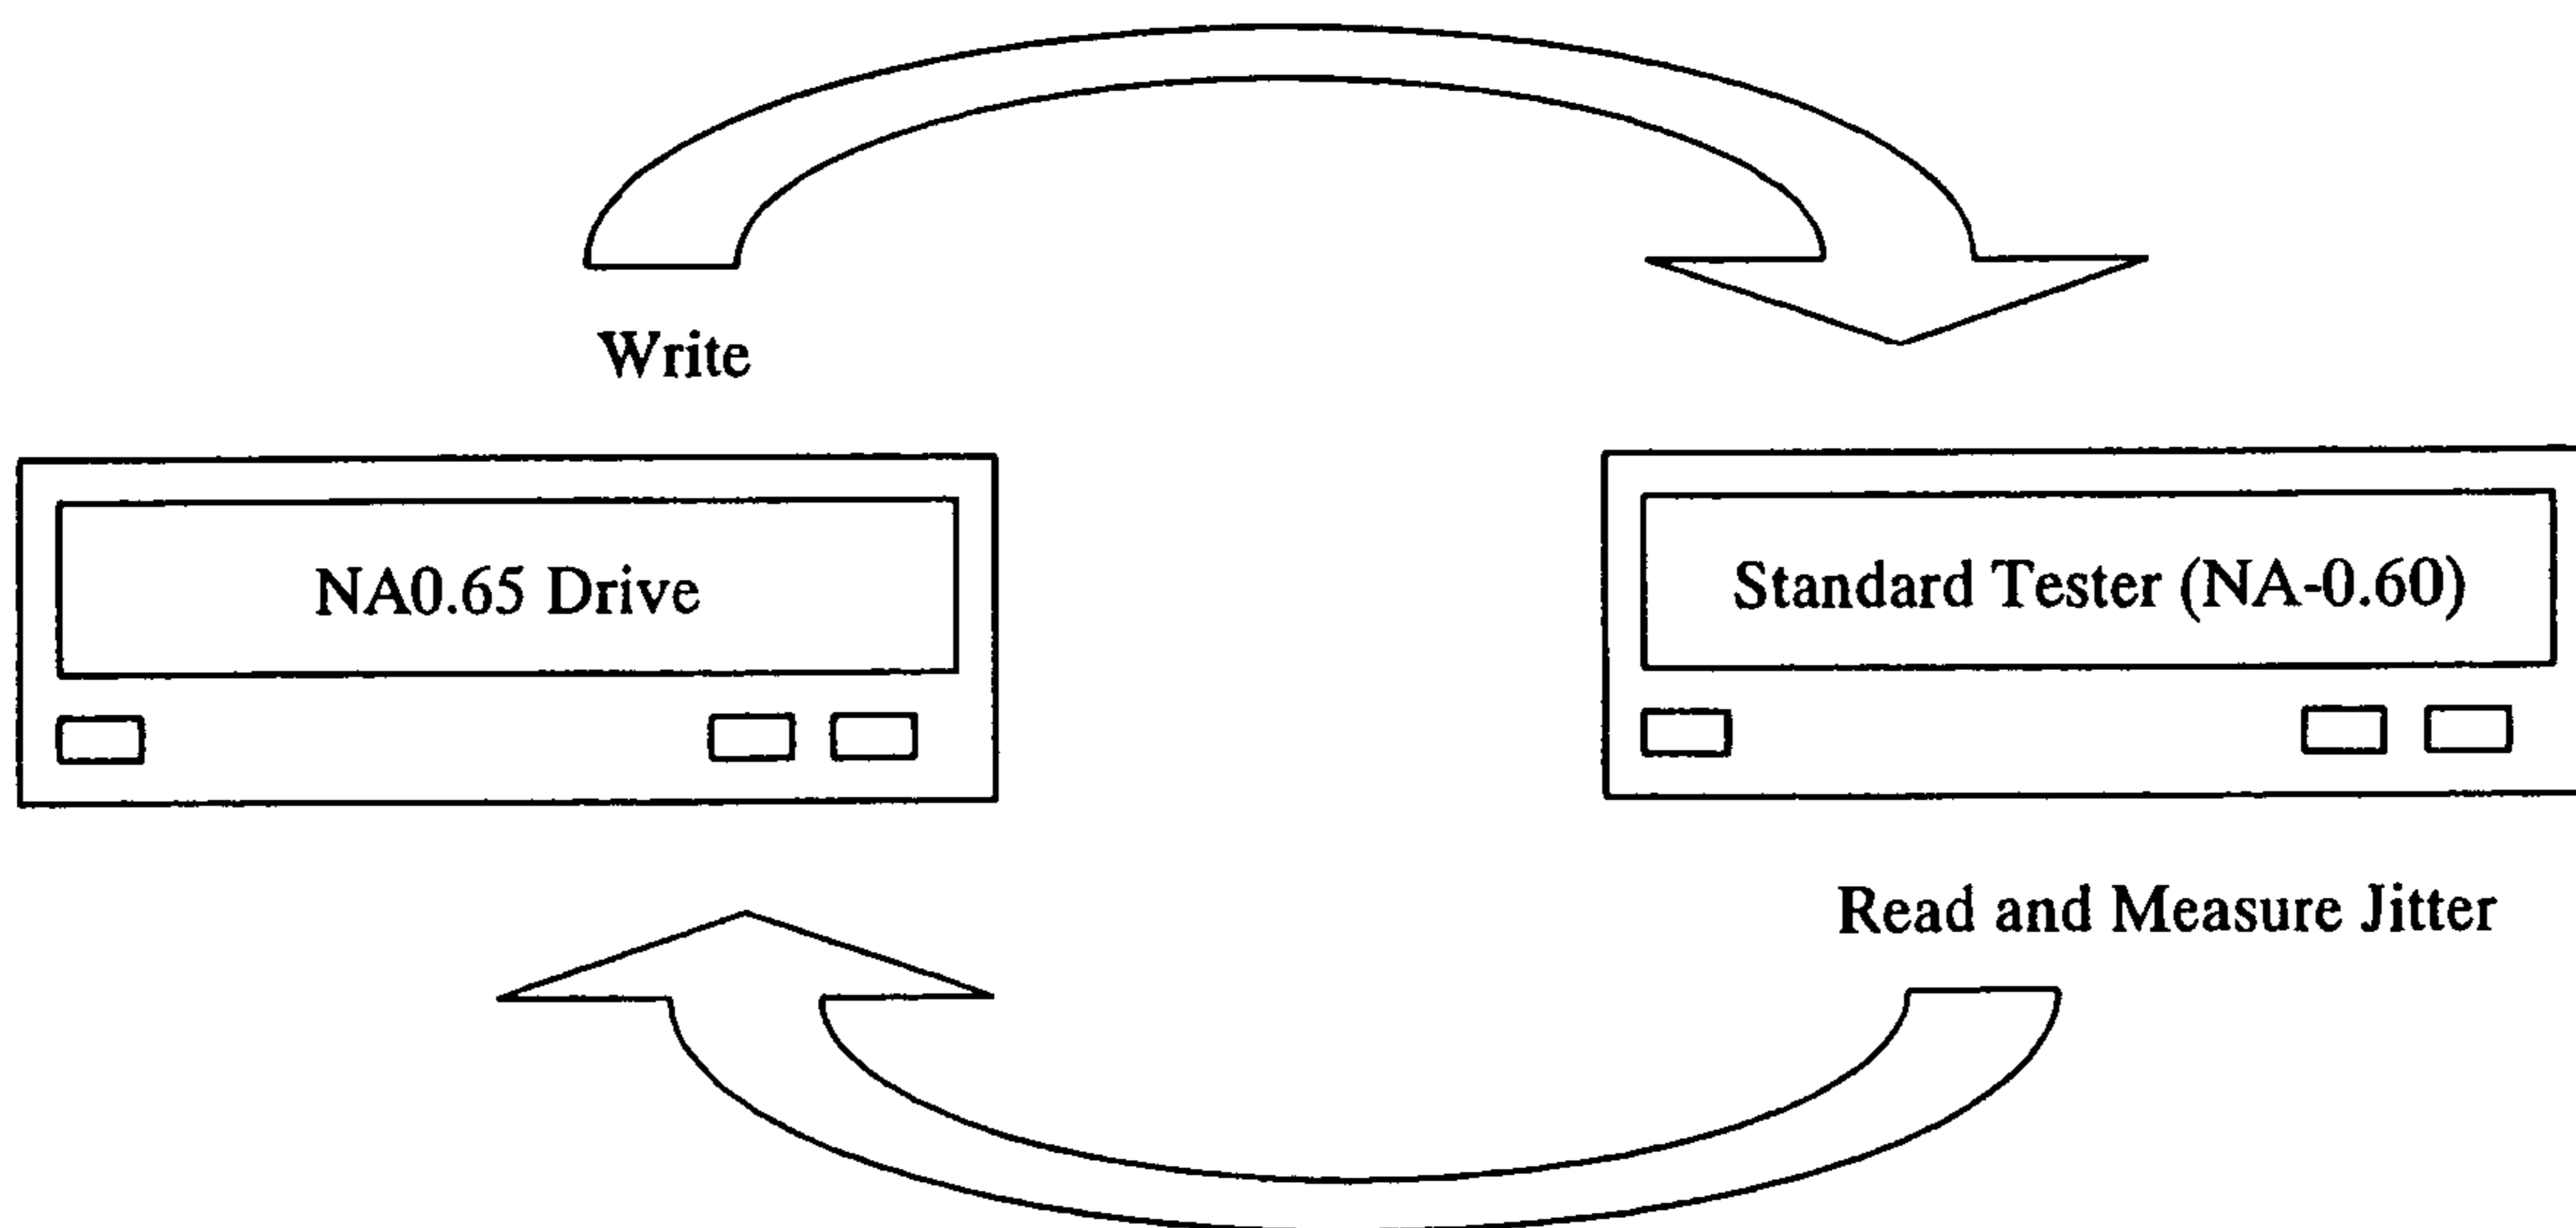 Write
NA0.65 Drive
Standard Tester (NA-0.60)
Read and Measure Jitter